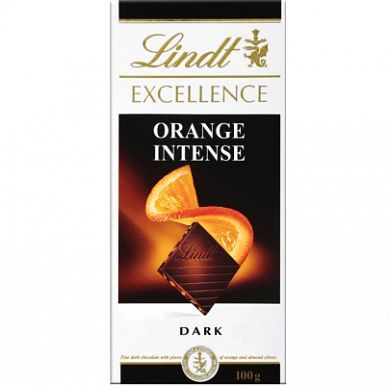 Lindt
EXCELLENCE
ORANGE
INTENSE
Lindt
DARK
Fine dark chocolate with pieces of orange and almond slivers
100g